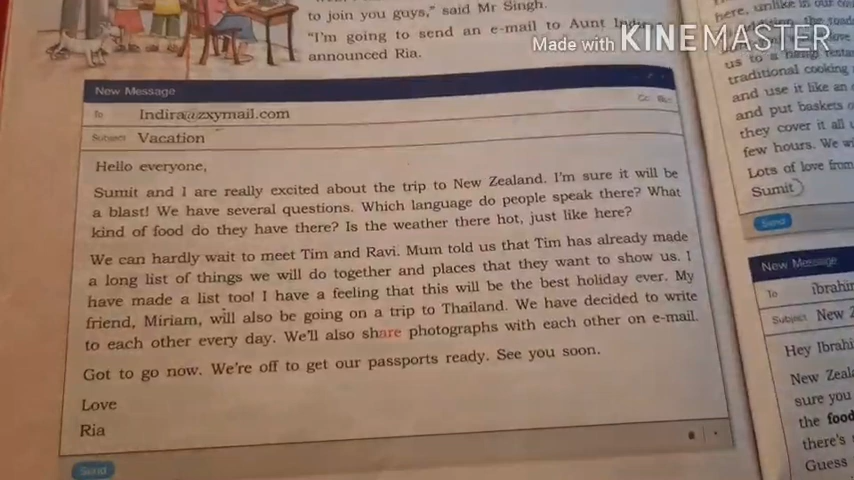 to join you guys," said Mr Singh.
"I'm going to send an e-mail to Aunt
announced Ria.
Made with KINEMASTER
New Message
To Indira@zxymail.com
Cc
Subject Vacation
Hello everyone,
Sumit and I are really excited about the trip to New Zealand. I'm sure it will be
a blast! We have several questions. Which language do people speak there? What
kind of food do they have there? Is the weather there hot, just like here?
We can hardly wait to meet Tim and Ravi. Mum told us that Tim has already made
a long list of things we will do together and places that they want to show us. I
have made a list too! I have a feeling that this will be the best holiday ever. My
friend, Miriam, will also be going on a trip to Thailand. We have decided to write
to each other every day. We'll also share photographs with each other on e-mail.
Got to go now. We're off to get our passports ready. See you soon.
Love
Ria
Send
here, unlike in our
us to a
traditional cooking
and use it like an
and put baskets
they cover it all
few hours. We
Lots of love from
Sumit
Send
New Message
To
Subject New
Hey
New
sure you
the food
there's
Guess